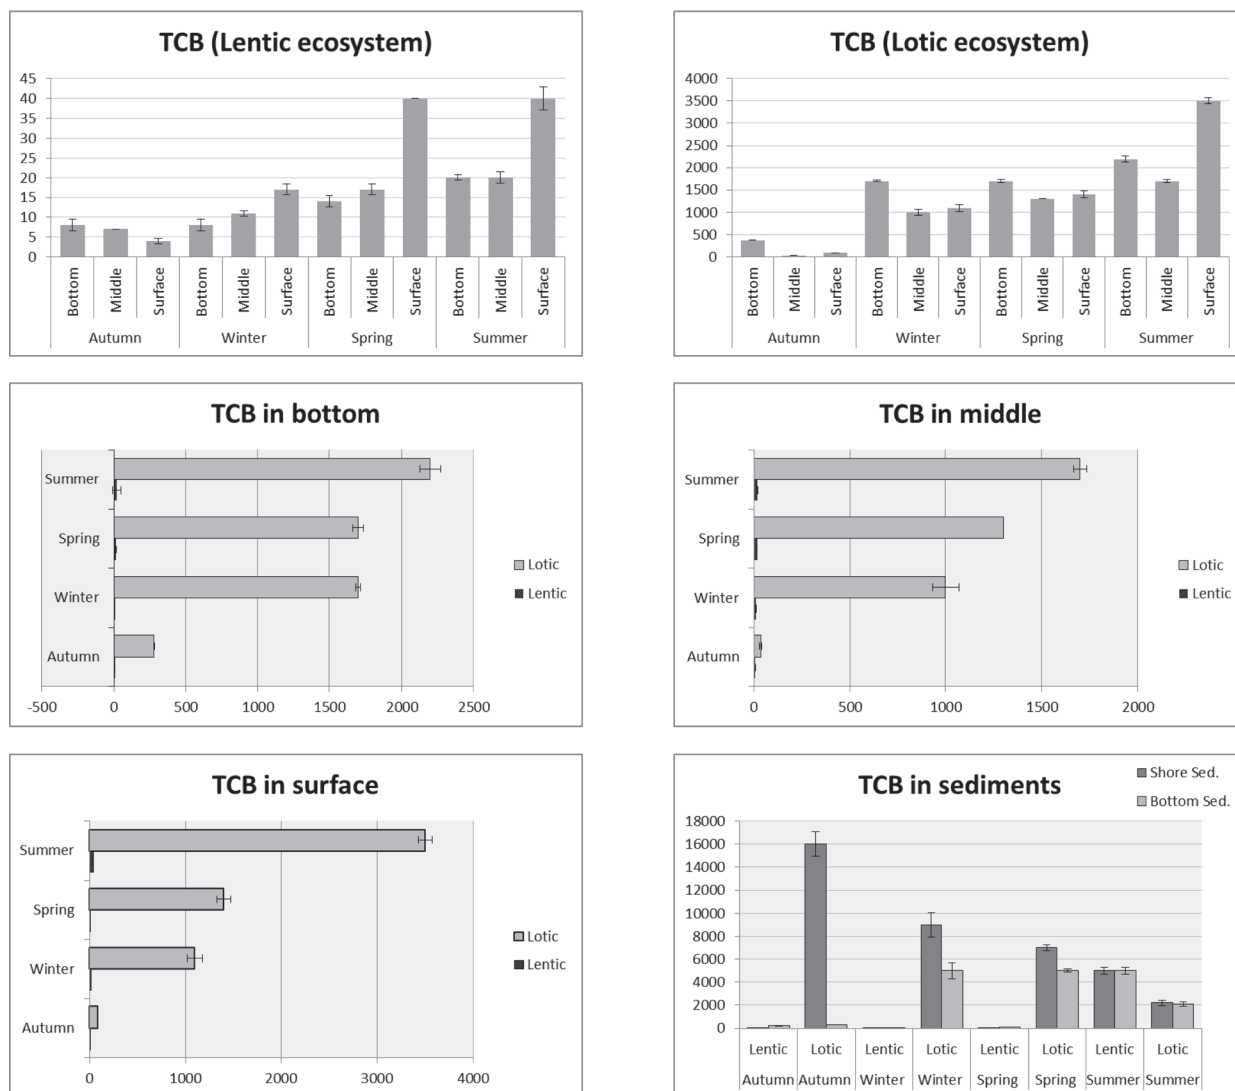 TCB (Lentic ecosystem)
45
40
35
30
25
20
15
10
5
0
Bottom Middle Surface Bottom Middle Surface Bottom Middle Surface Bottom Middle Surface
Autumn Winter Spring Summer
TCB (Lotic ecosystem)
4000
3500
3000
2500
2000
1500
1000
500
0
Bottom Middle Surface Bottom Middle Surface Bottom Middle Surface Bottom Middle Surface
Autumn Winter Spring Summer
TCB in bottom
Summer
Spring
Winter
Autumn
Lotic
Lentic
-500 0 500 1000 1500 2000 2500
TCB in middle
Summer
Spring
Winter
Autumn
Lotic
Lentic
0 500 1000 1500 2000
TCB in surface
Summer
Spring
Winter
Autumn
Lotic
Lentic
0 1000 2000 3000 4000
TCB in sediments
Shore Sed.
Bottom Sed.
18000
16000
14000
12000
10000
8000
6000
4000
2000
0
Lentic Lotic Lentic Lotic Lentic Lotic Lentic Lotic
Autumn Autumn Winter Winter Spring Spring Summer Summer